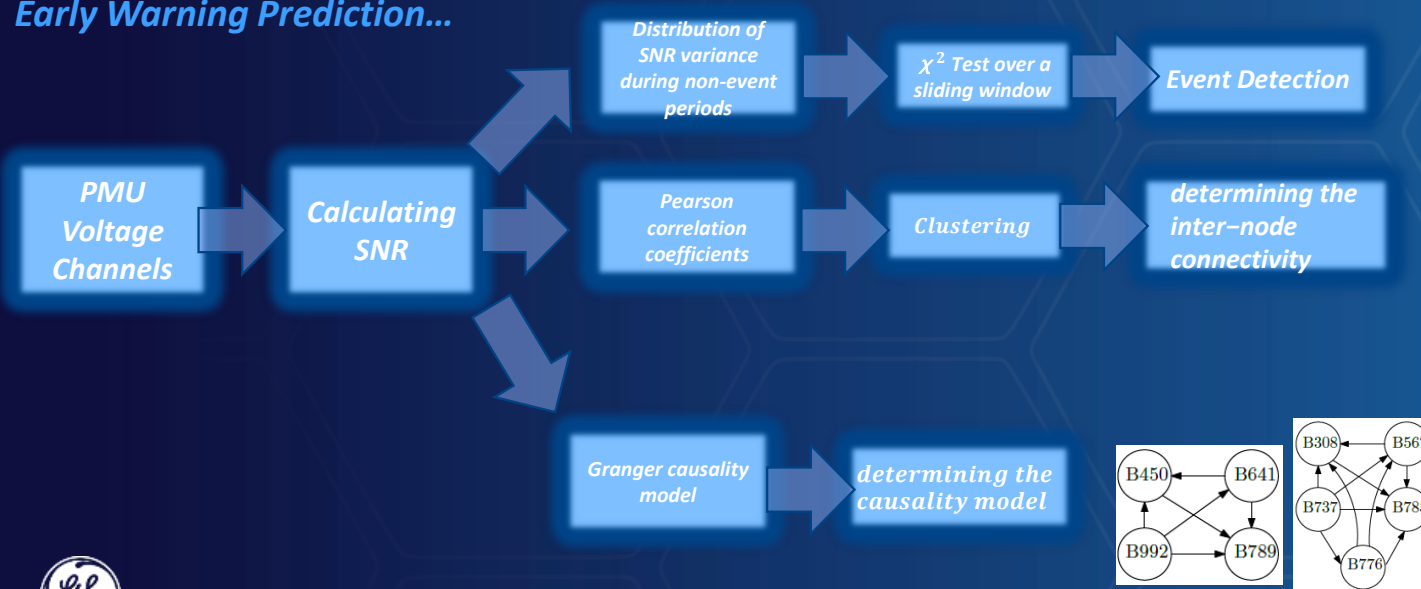 Early Warning Prediction...
PMU
Voltage
Channels
Calculating
SNR
Distribution of
SNR variance
during non-event
periods
χ² Test over a
sliding window
Event Detection
Pearson
correlation
coefficients
Clustering
determining the
inter−node
connectivity
Granger causality
model
determining the
causality model
B450
B641
B992
B789
B308
B567
B737
B785
B776